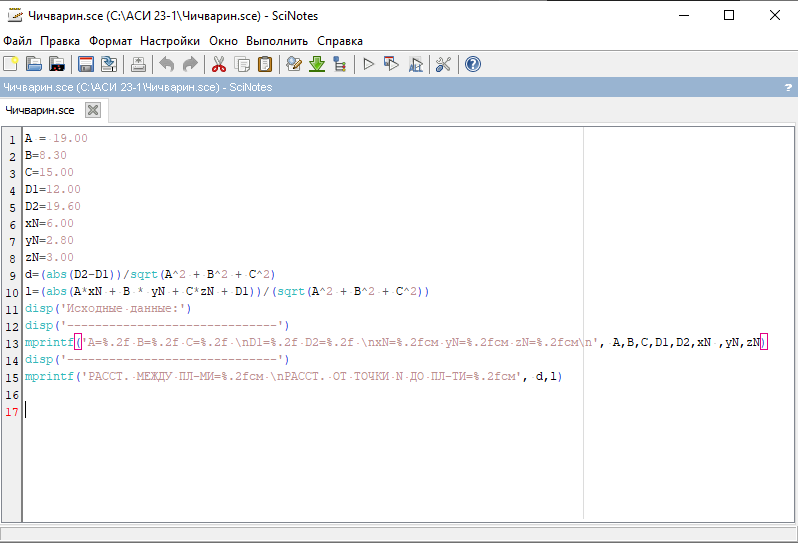 Чичварин.sce (C:\АСИ 23-1\Чичварин.sce) - SciNotes
Файл Правка Формат Настройки Окно Выполнить Справка
Чичварин.sce (C:\АСИ 23-1\Чичварин.sce) - SciNotes ?
Чичварин.sce
1 A = 19.00
2 B=8.30
3 C=15.00
4 D1=12.00
5 D2=19.60
6 xN=6.00
7 yN=2.80
8 zN=3.00
9 d=(abs(D2-D1))/sqrt(A^2 + B^2 + C^2)
10 l=(abs(A*xN + B * yN + C*zN + D1))/(sqrt(A^2 + B^2 + C^2))
11 disp('Исходные данные:')
12 disp('------------------------------')
13 mprintf('A=%.2f B=%.2f C=%.2f \nD1=%.2f D2=%.2f \nxN=%.2fсм yN=%.2fсм zN=%.2fсм\n', A,B,C,D1,D2,xN ,yN,zN)
14 disp('------------------------------')
15 mprintf('РАССТ. МЕЖДУ ПЛ-МИ=%.2fсм \nРАССТ. ОТ ТОЧКИ N ДО ПЛ-ТИ=%.2fсм', d,l)
16
17